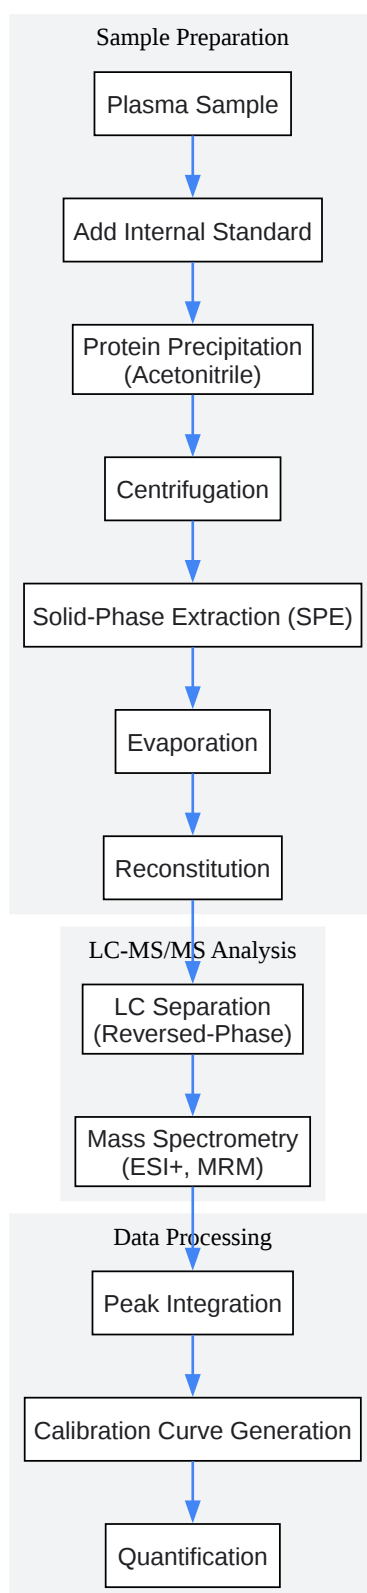 Sample Preparation
Plasma Sample
Add Internal Standard
Protein Precipitation
(Acetonitrile)
Centrifugation
Solid-Phase Extraction (SPE)
Evaporation
Reconstitution
LC-MS/MS Analysis
LC Separation
(Reversed-Phase)
Mass Spectrometry
(ESI+, MRM)
Data Processing
Peak Integration
Calibration Curve Generation
Quantification